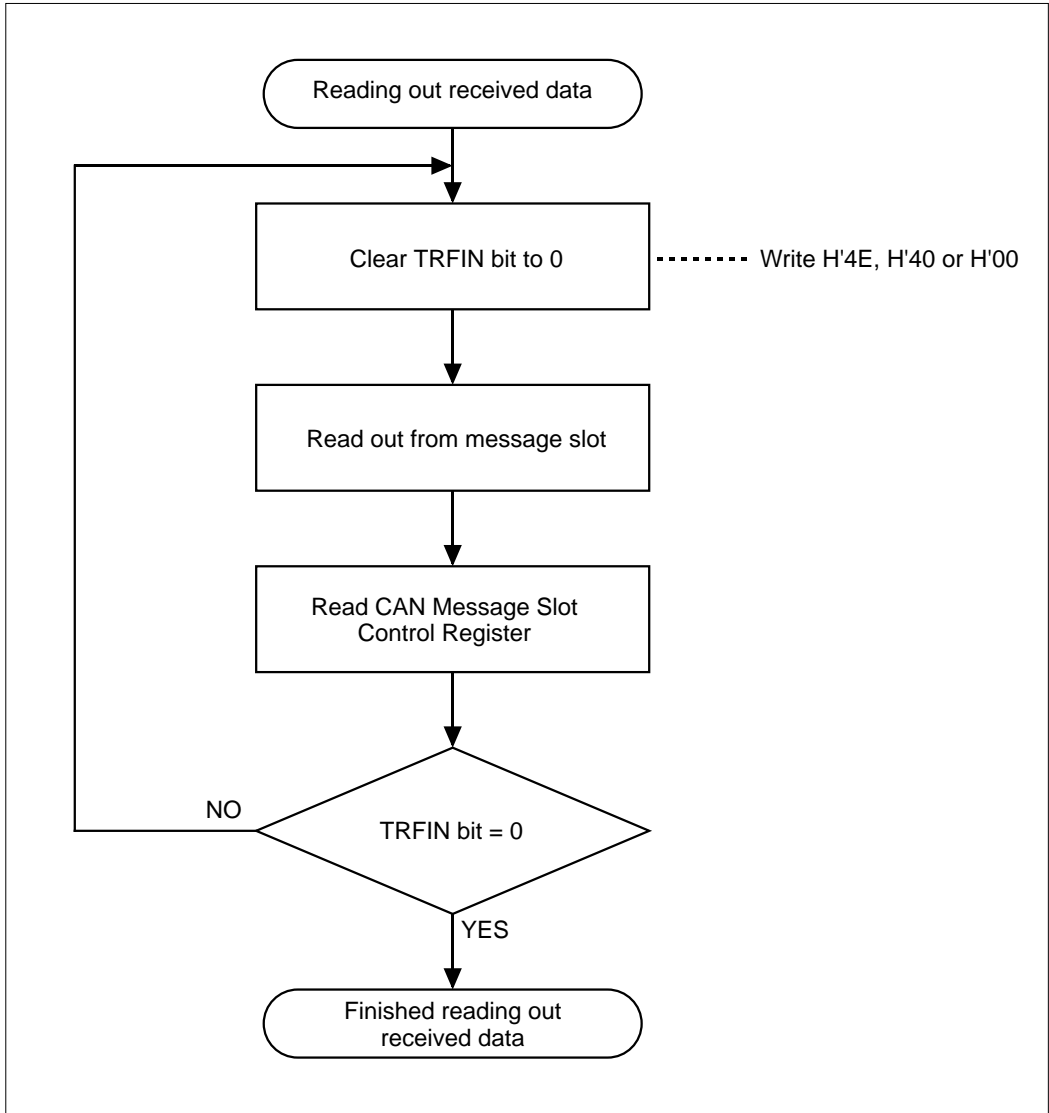 Reading out received data
Clear TRFIN bit to 0
Write H'4E, H'40 or H'00
Read out from message slot
Read CAN Message Slot
Control Register
NO
TRFIN bit = 0
YES
Finished reading out
received data